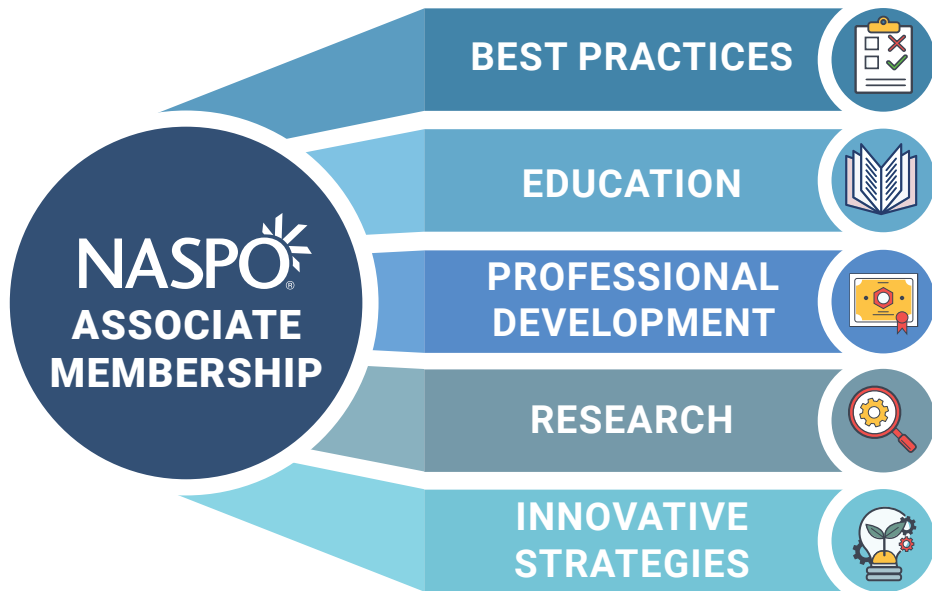 NASPO®
ASSOCIATE
MEMBERSHIP
BEST PRACTICES
EDUCATION
PROFESSIONAL
DEVELOPMENT
RESEARCH
INNOVATIVE
STRATEGIES